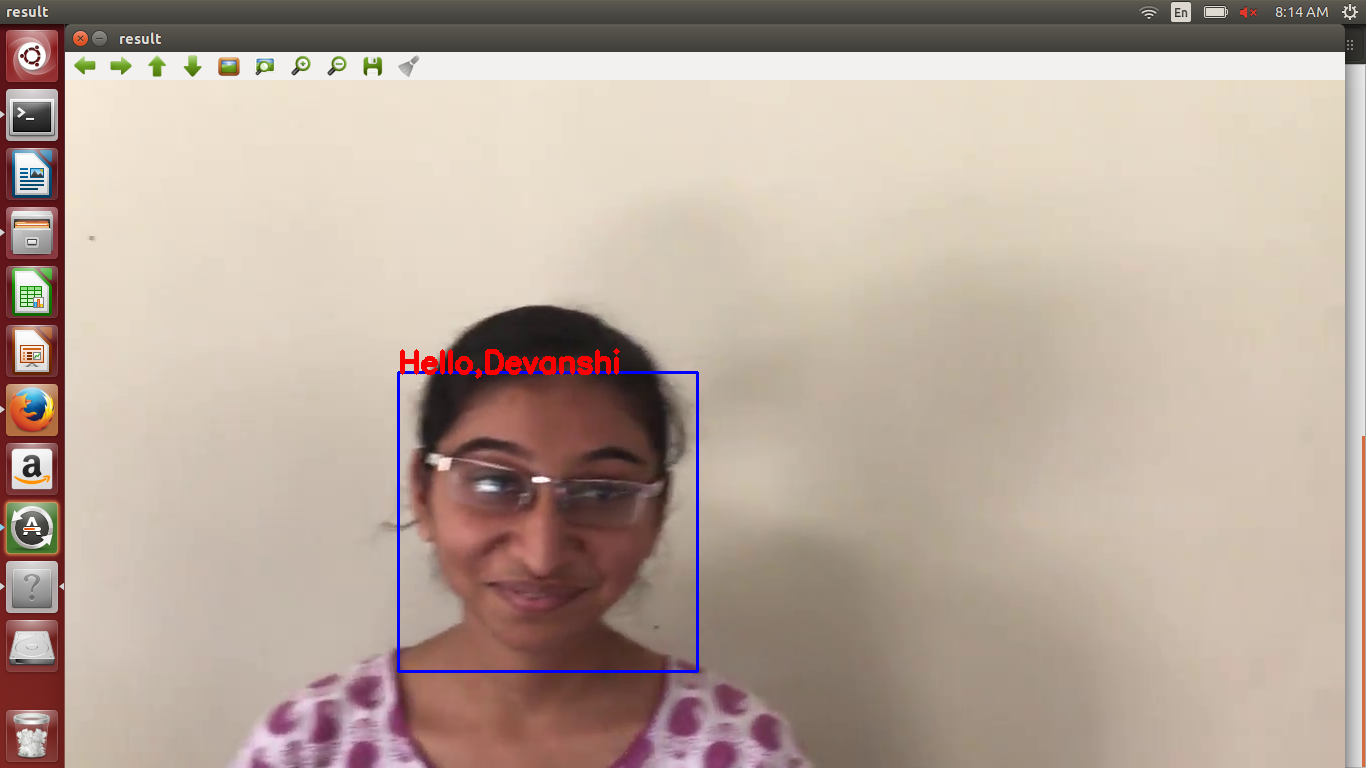 result
En
8:14 AM
result
Hello,Devanshi